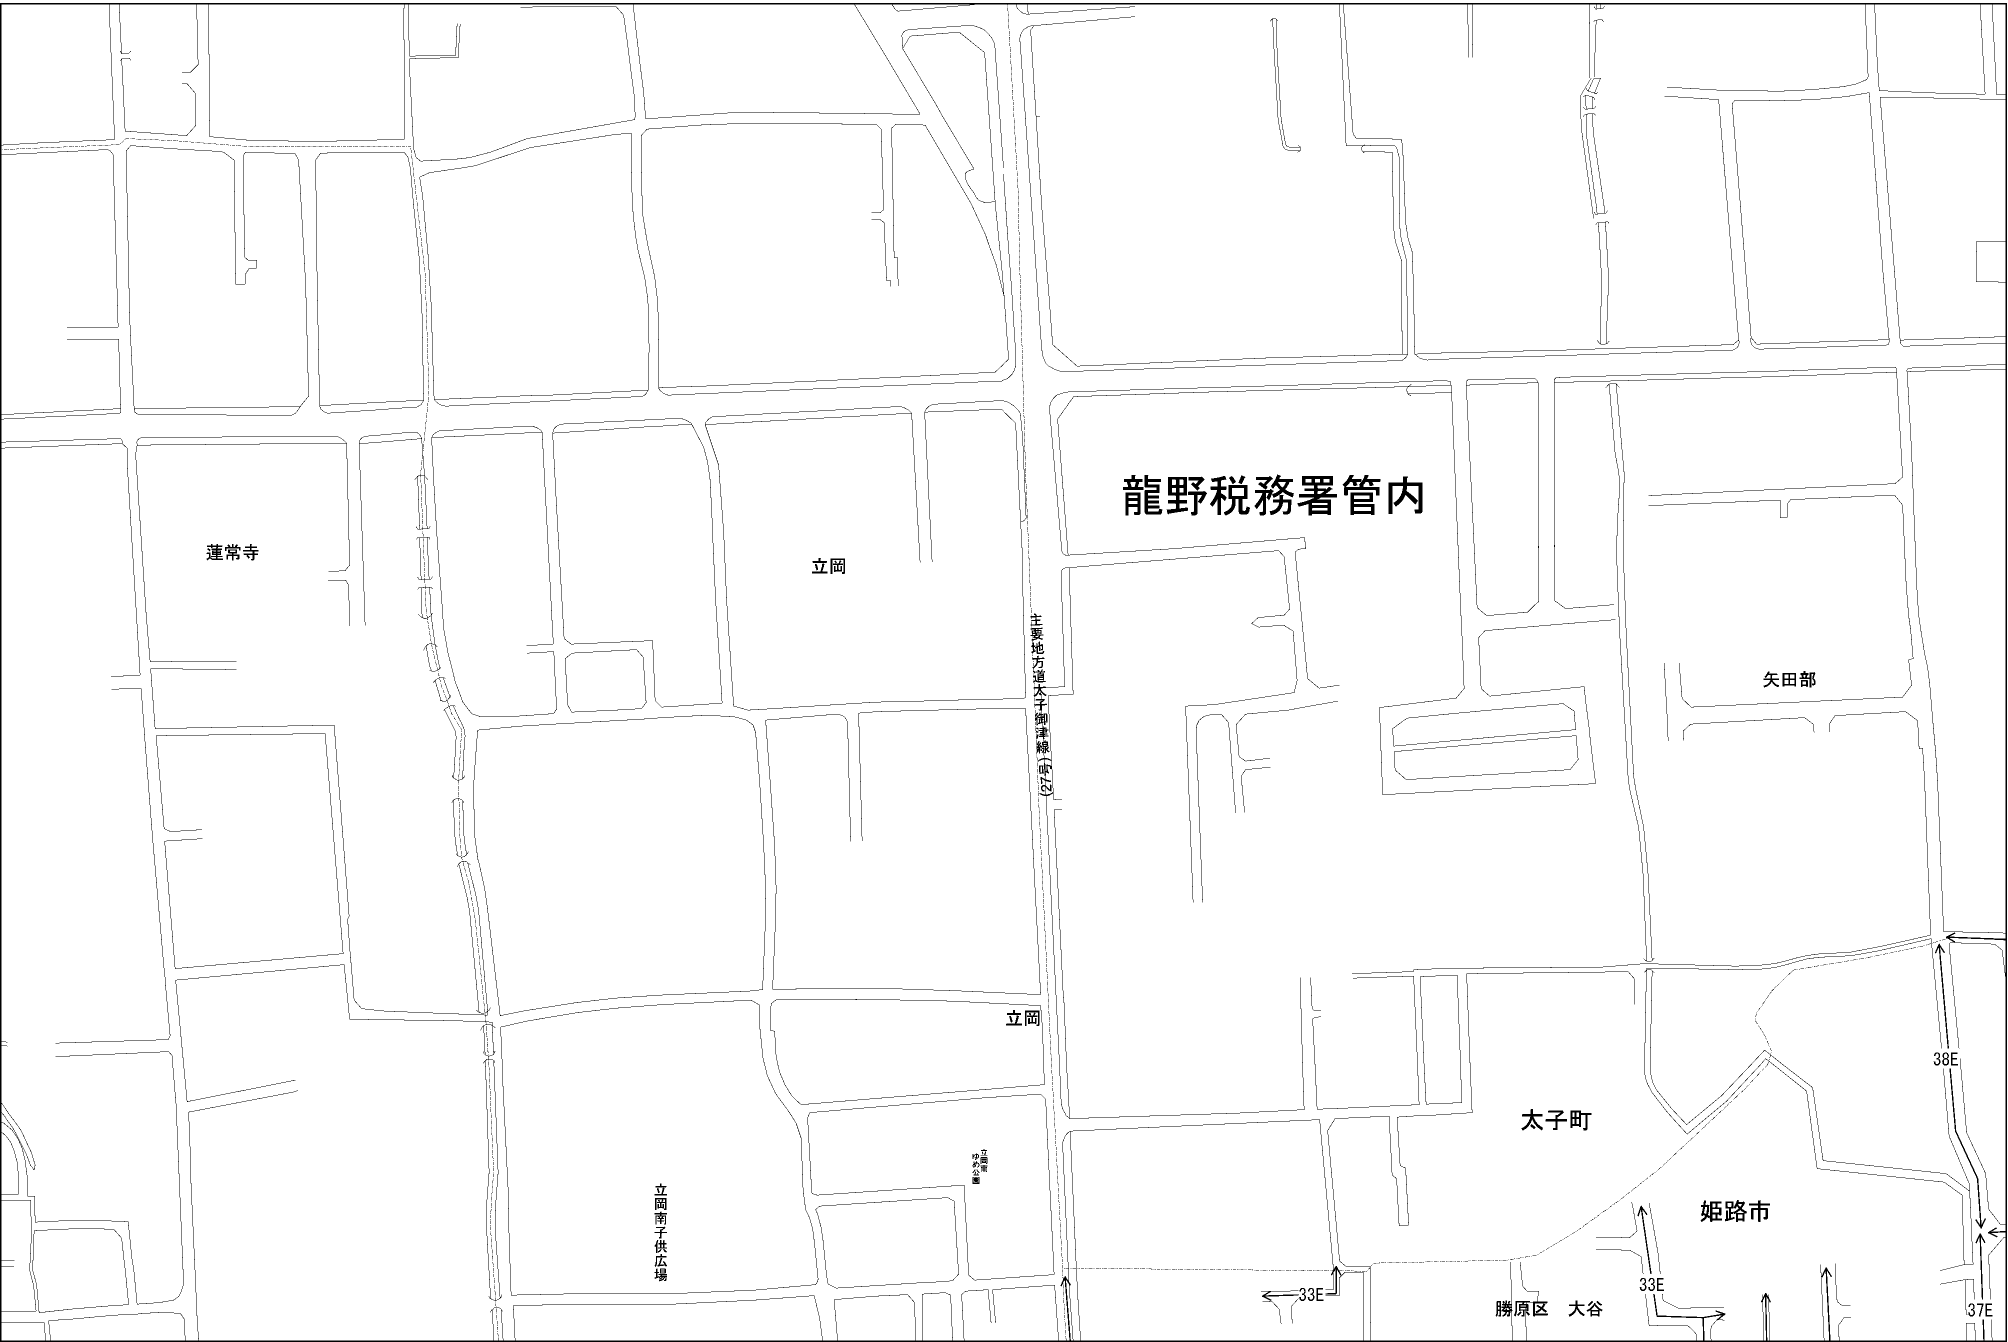 龍野税務署管内
蓮常寺
立岡
主要地方道太子御津線(27号)
矢田部
立岡
38E
太子町
立岡南
ゆめ公園
立岡南子供広場
姫路市
33E
33E
勝原区 大谷
37E